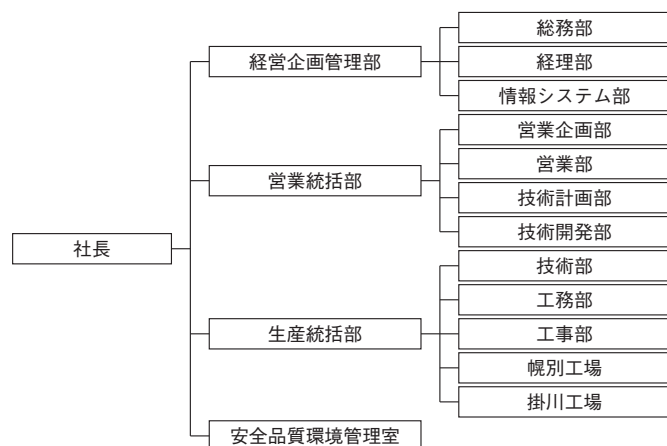 社長
経営企画管理部
総務部
経理部
情報システム部
営業統括部
営業企画部
営業部
技術計画部
技術開発部
生産統括部
技術部
工務部
工事部
幌別工場
掛川工場
安全品質環境管理室